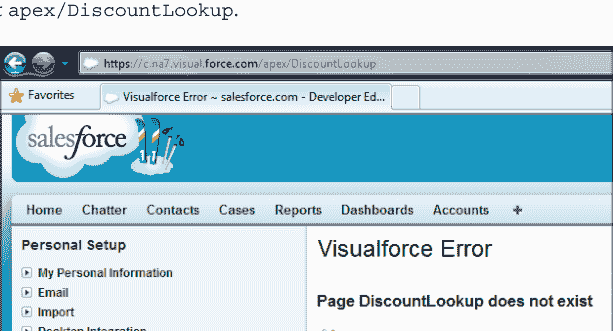 apex/DiscountLookup.
https://c.na7.visual.force.com/apex/DiscountLookup
Favorites
Visualforce Error ~ salesforce.com - Developer Ed...
salesforce
Home Chatter Contacts Cases Reports Dashboards Accounts +
Personal Setup
My Personal Information
Email
Import
Desktop Integration
Visualforce Error
Page DiscountLookup does not exist